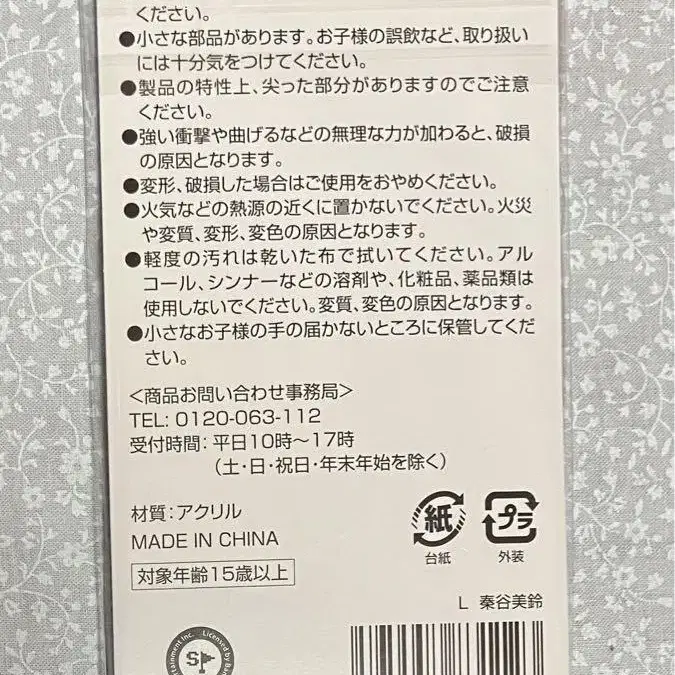 ください。
●小さな部品があります。お子様の誤飲など、取り扱い
には十分気をつけてください。
●製品の特性上、尖った部分がありますのでご注意
ください。
●強い衝撃や曲げるなどの無理な力が加わると、破損
の原因となります。
●変形、破損した場合はご使用をおやめください。
●火気などの熱源の近くに置かないでください。火災
や変質、変形、変色の原因となります。
●軽度の汚れは乾いた布で拭いてください。アル
コール、シンナーなどの溶剤や、化粧品、薬品類は
使用しないでください。変質、変色の原因となります。
●小さなお子様の手の届かないところに保管してくだ
さい。
<商品お問い合わせ事務局>
TEL: 0120-063-112
受付時間：平日10時〜17時
（土・日・祝日・年末年始を除く）
材質：アクリル
MADE IN CHINA
対象年齢15歳以上
紙
台紙
プラ
外装
L 秦谷美鈴
tainment Inc. Licensed by Ba
SP